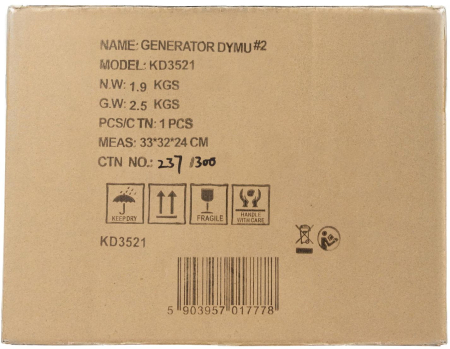 NAME: GENERATOR DYMU #2
MODEL: KD3521
N.W.: 1.9 KGS
G.W.: 2.5 KGS
PCS/CTN: 1 PCS
MEAS: 33*32*24 CM
CTN NO.: 237 /300
KEEP DRY
FRAGILE
HANDLE
WITH CARE
KD3521
5 903957 017778